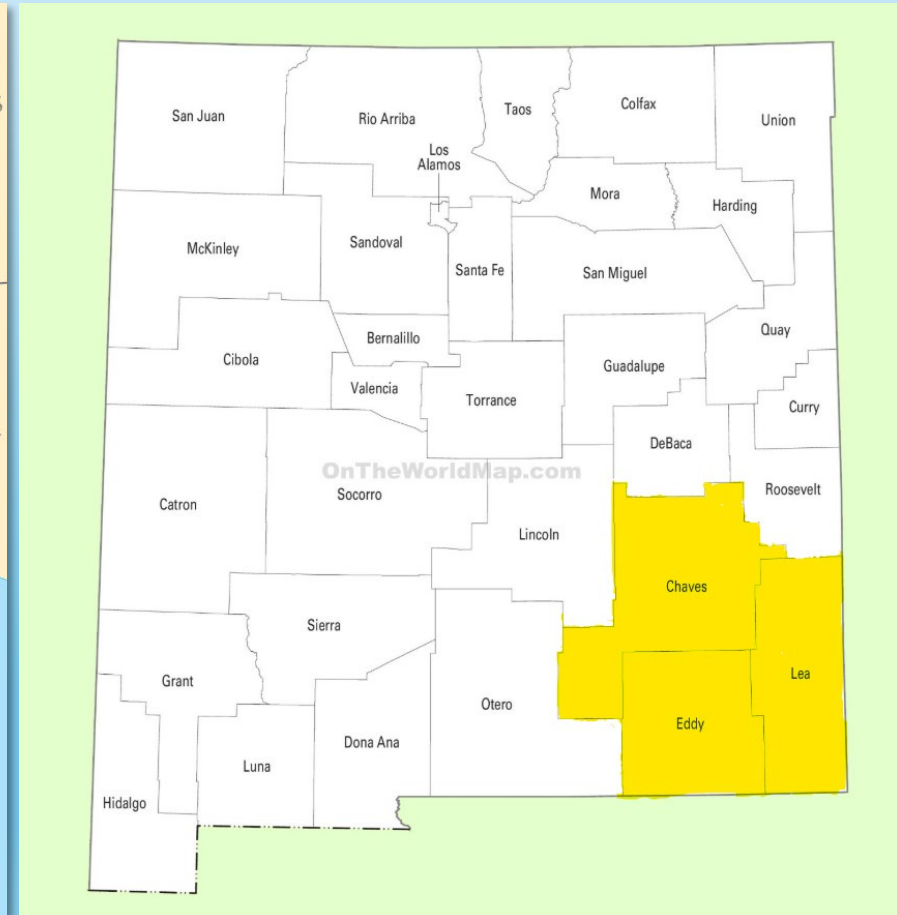 San Juan
Rio Arriba
Taos
Colfax
Union
Los
Alamos
Mora
Harding
McKinley
Sandoval
Santa Fe
San Miguel
Bernalillo
Quay
Cibola
Guadalupe
Valencia
Torrance
Curry
DeBaca
OnTheWorldMap.com
Catron
Socorro
Roosevelt
Lincoln
Chaves
Sierra
Grant
Lea
Otero
Eddy
Dona Ana
Luna
Hidalgo